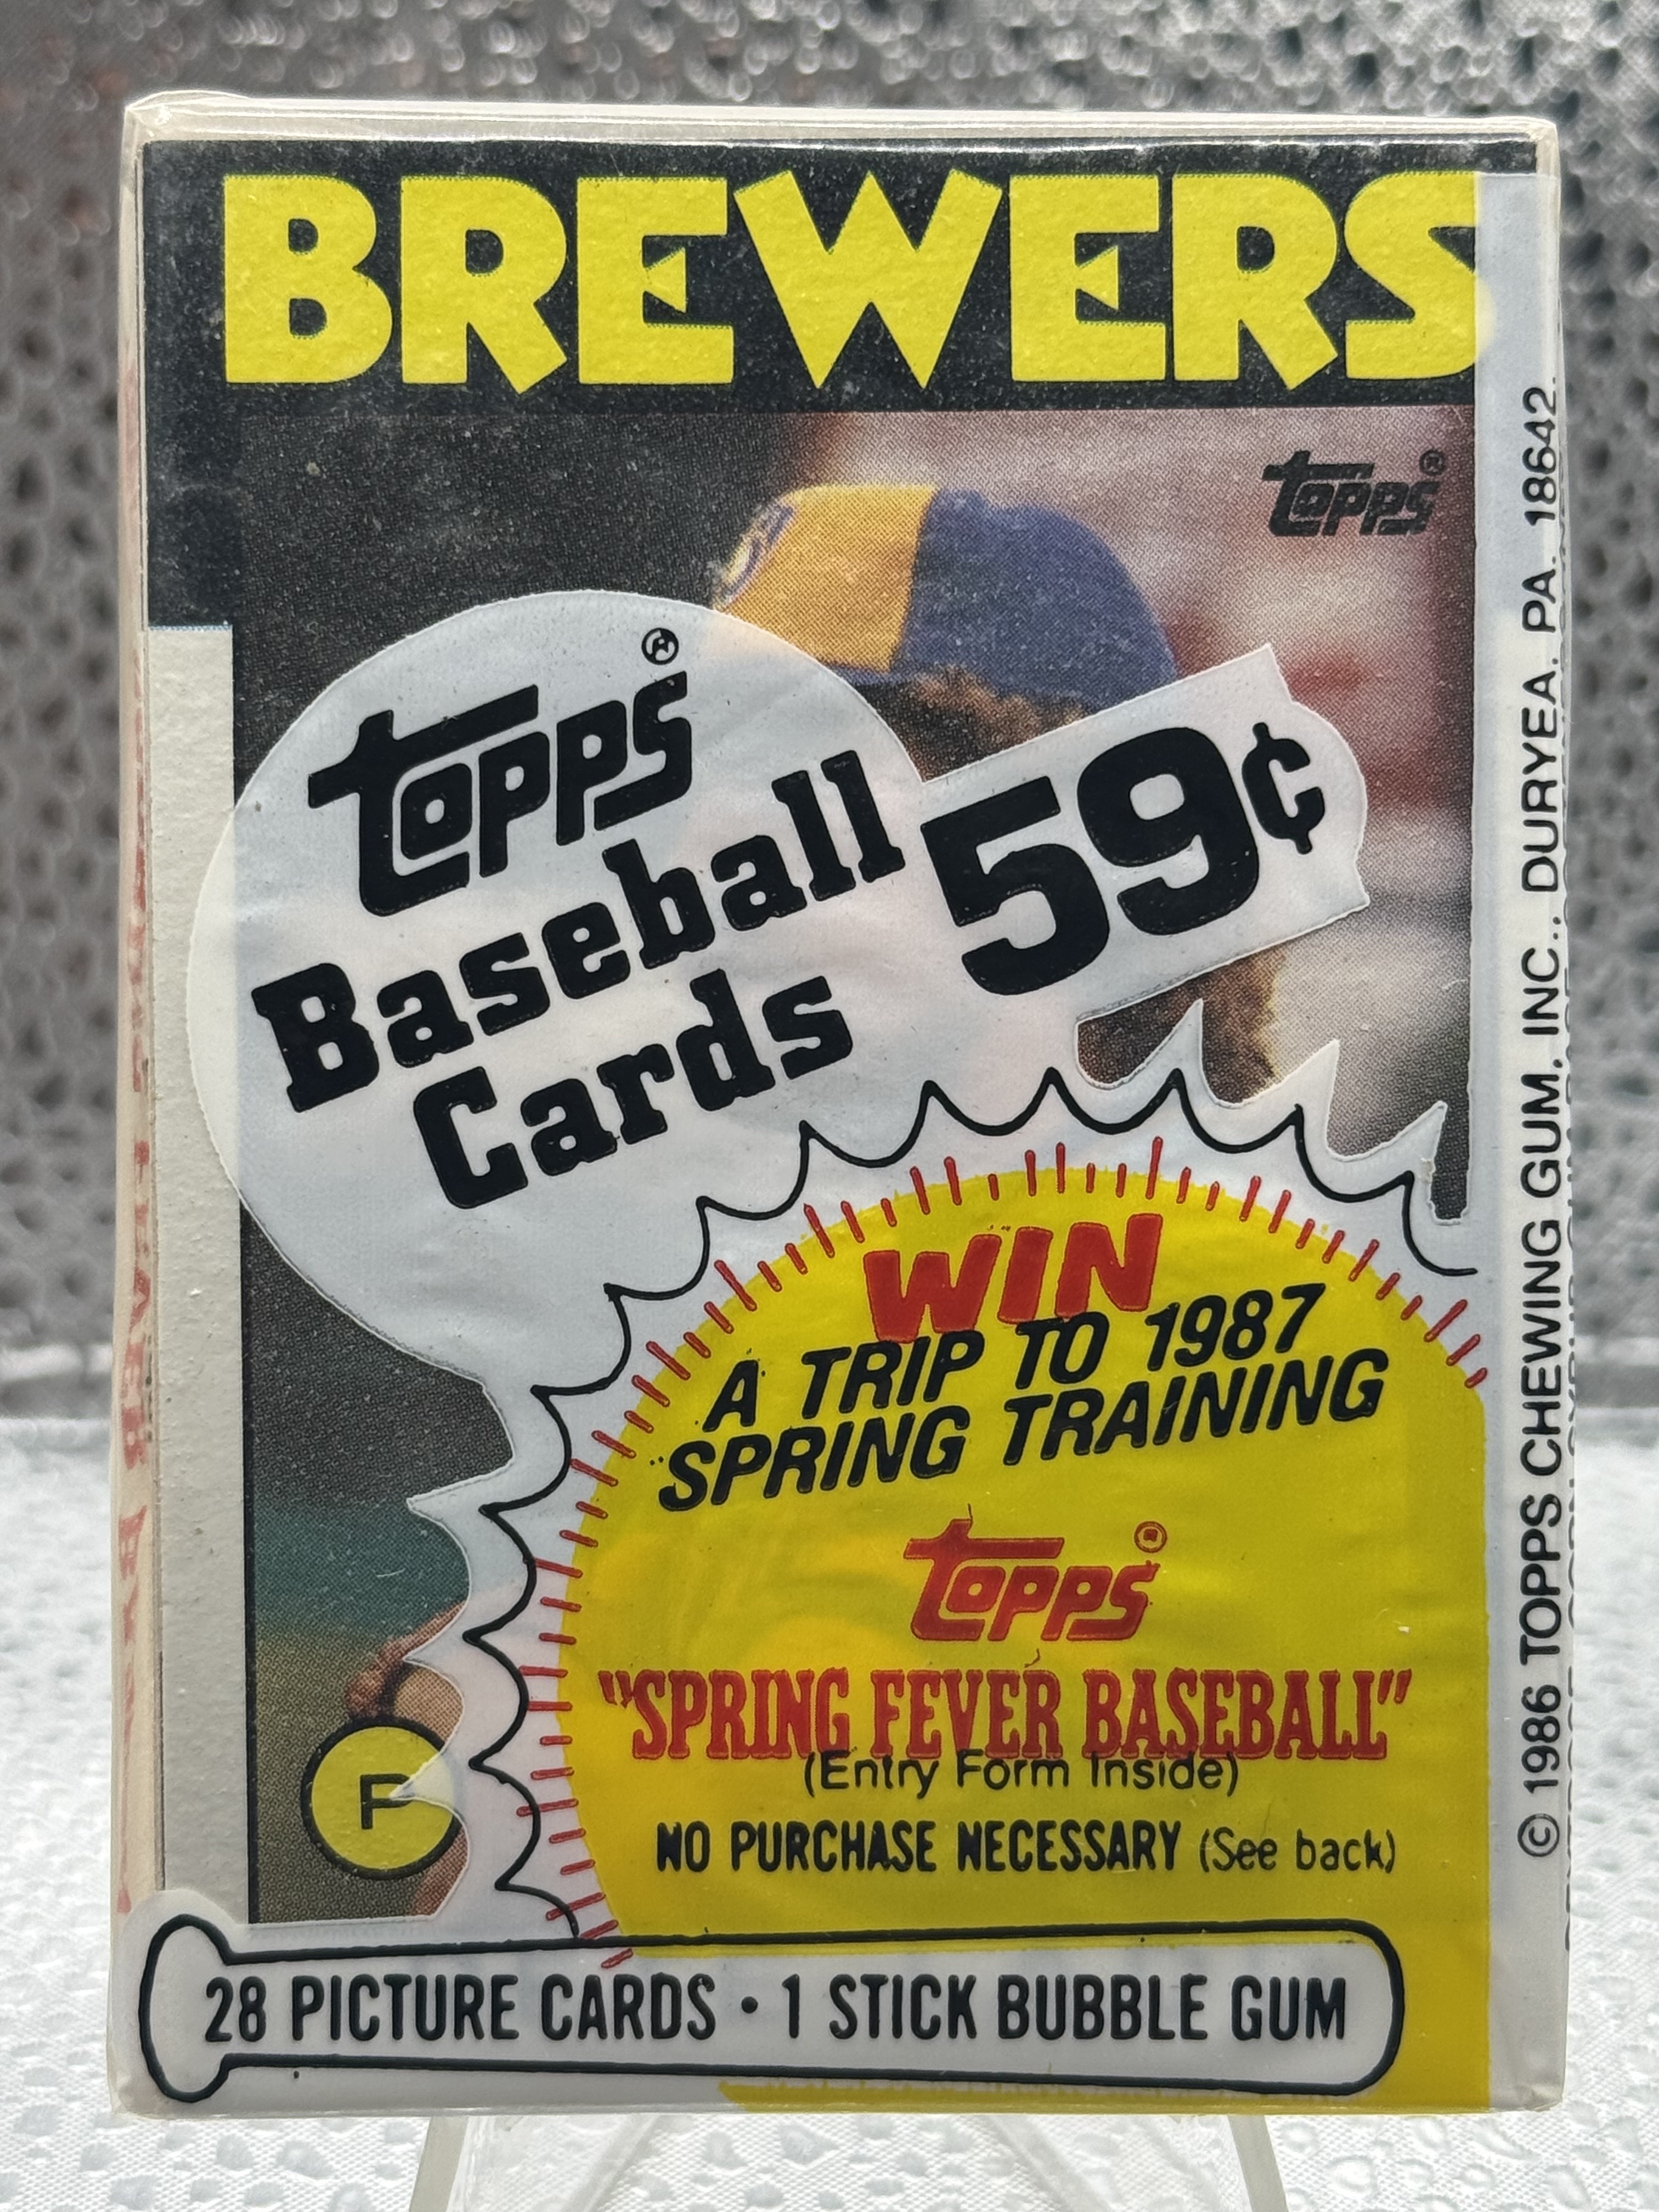 BREWERS
topps®
topps®
Baseball
Cards
59¢
WIN
A TRIP TO 1987
SPRING TRAINING
topps®
"SPRING FEVER BASEBALL"
(Entry Form Inside)
NO PURCHASE NECESSARY (See back)
P
28 PICTURE CARDS • 1 STICK BUBBLE GUM
© 1986 TOPPS CHEWING GUM, INC., DURYEA, PA. 18642.